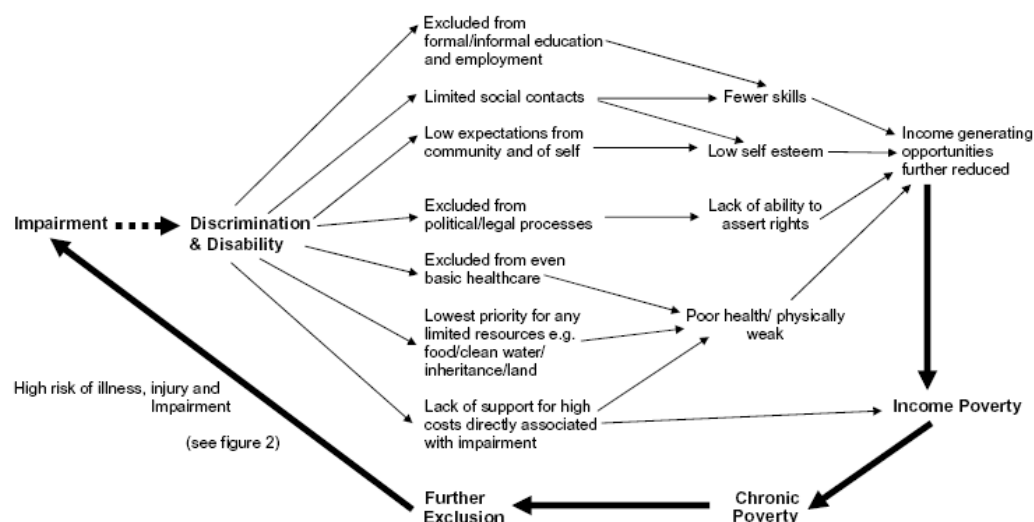 Excluded from
formal/informal education
and employment
Limited social contacts
Fewer skills
Low expectations from
community and of self
Low self esteem
Income generating
opportunities
further reduced
Impairment
Discrimination
& Disability
Excluded from
political/legal processes
Lack of ability to
assert rights
Excluded from even
basic healthcare
Lowest priority for any
limited resources e.g.
food/clean water/
inheritance/land
Poor health/ physically
weak
High risk of illness, injury and
Impairment
(see figure 2)
Lack of support for high
costs directly associated
with impairment
Income Poverty
Further
Exclusion
Chronic
Poverty